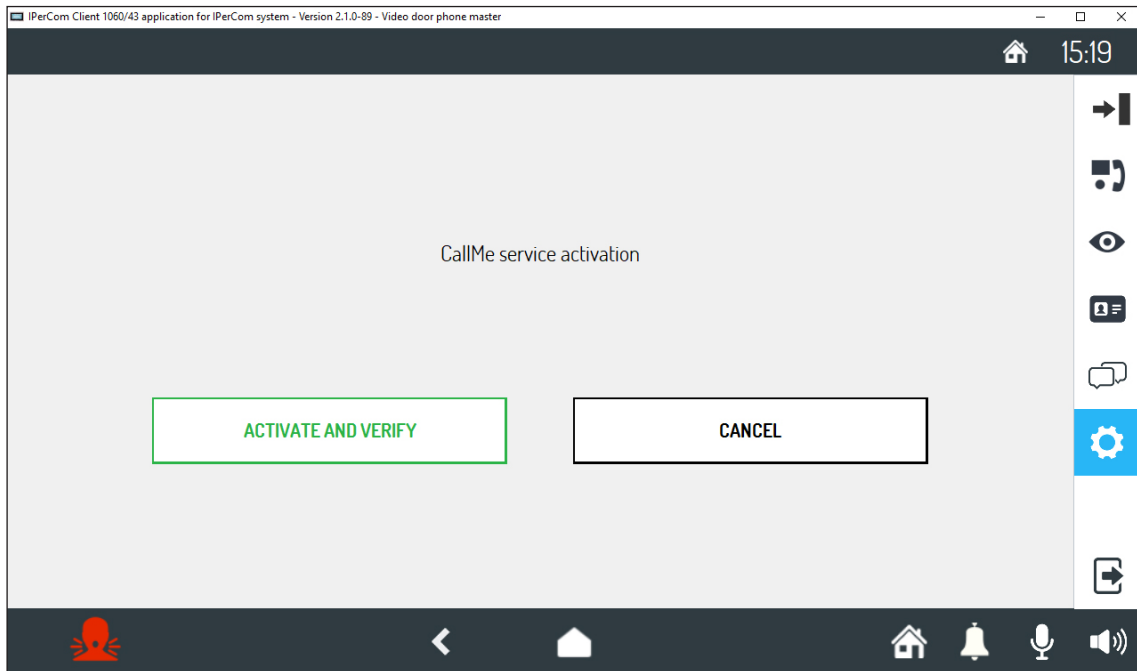 IPerCom Client 1060/43 application for IPerCom system - Version 2.1.0-89 - Video door phone master
15:19
CallMe service activation
ACTIVATE AND VERIFY
CANCEL